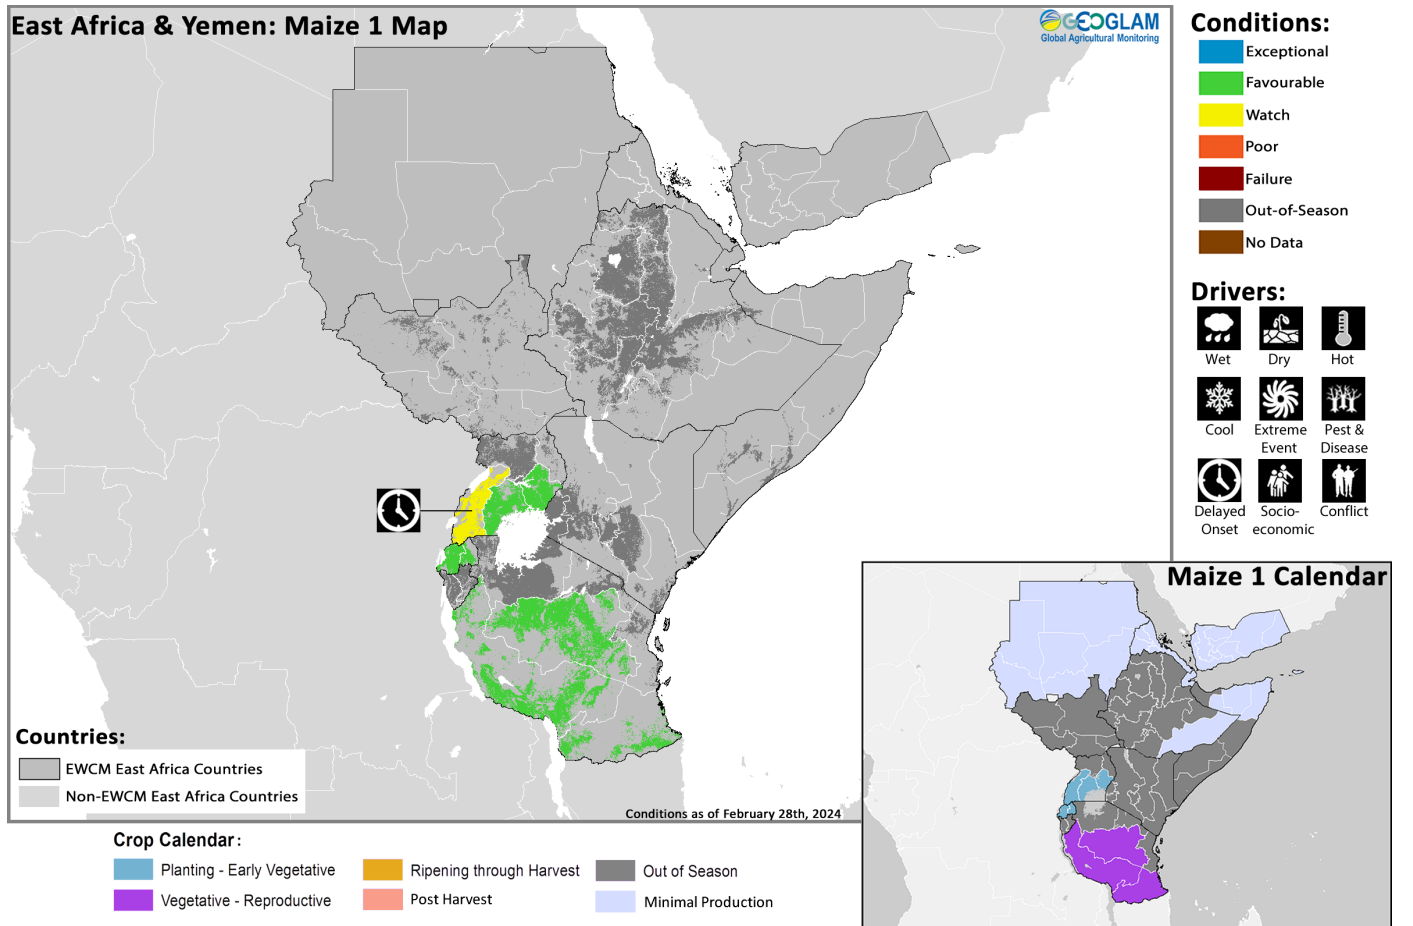 East Africa & Yemen: Maize 1 Map
GEOGLAM
Global Agricultural Monitoring
Conditions:
Exceptional
Favourable
Watch
Poor
Failure
Out-of-Season
No Data
Drivers:
Wet
Dry
Hot
Cool
Extreme
Event
Pest &
Disease
Delayed
Onset
Socio-
economic
Conflict
Countries:
EWCM East Africa Countries
Non-EWCM East Africa Countries
Conditions as of February 28th, 2024
Maize 1 Calendar
Crop Calendar:
Planting - Early Vegetative
Ripening through Harvest
Out of Season
Vegetative - Reproductive
Post Harvest
Minimal Production